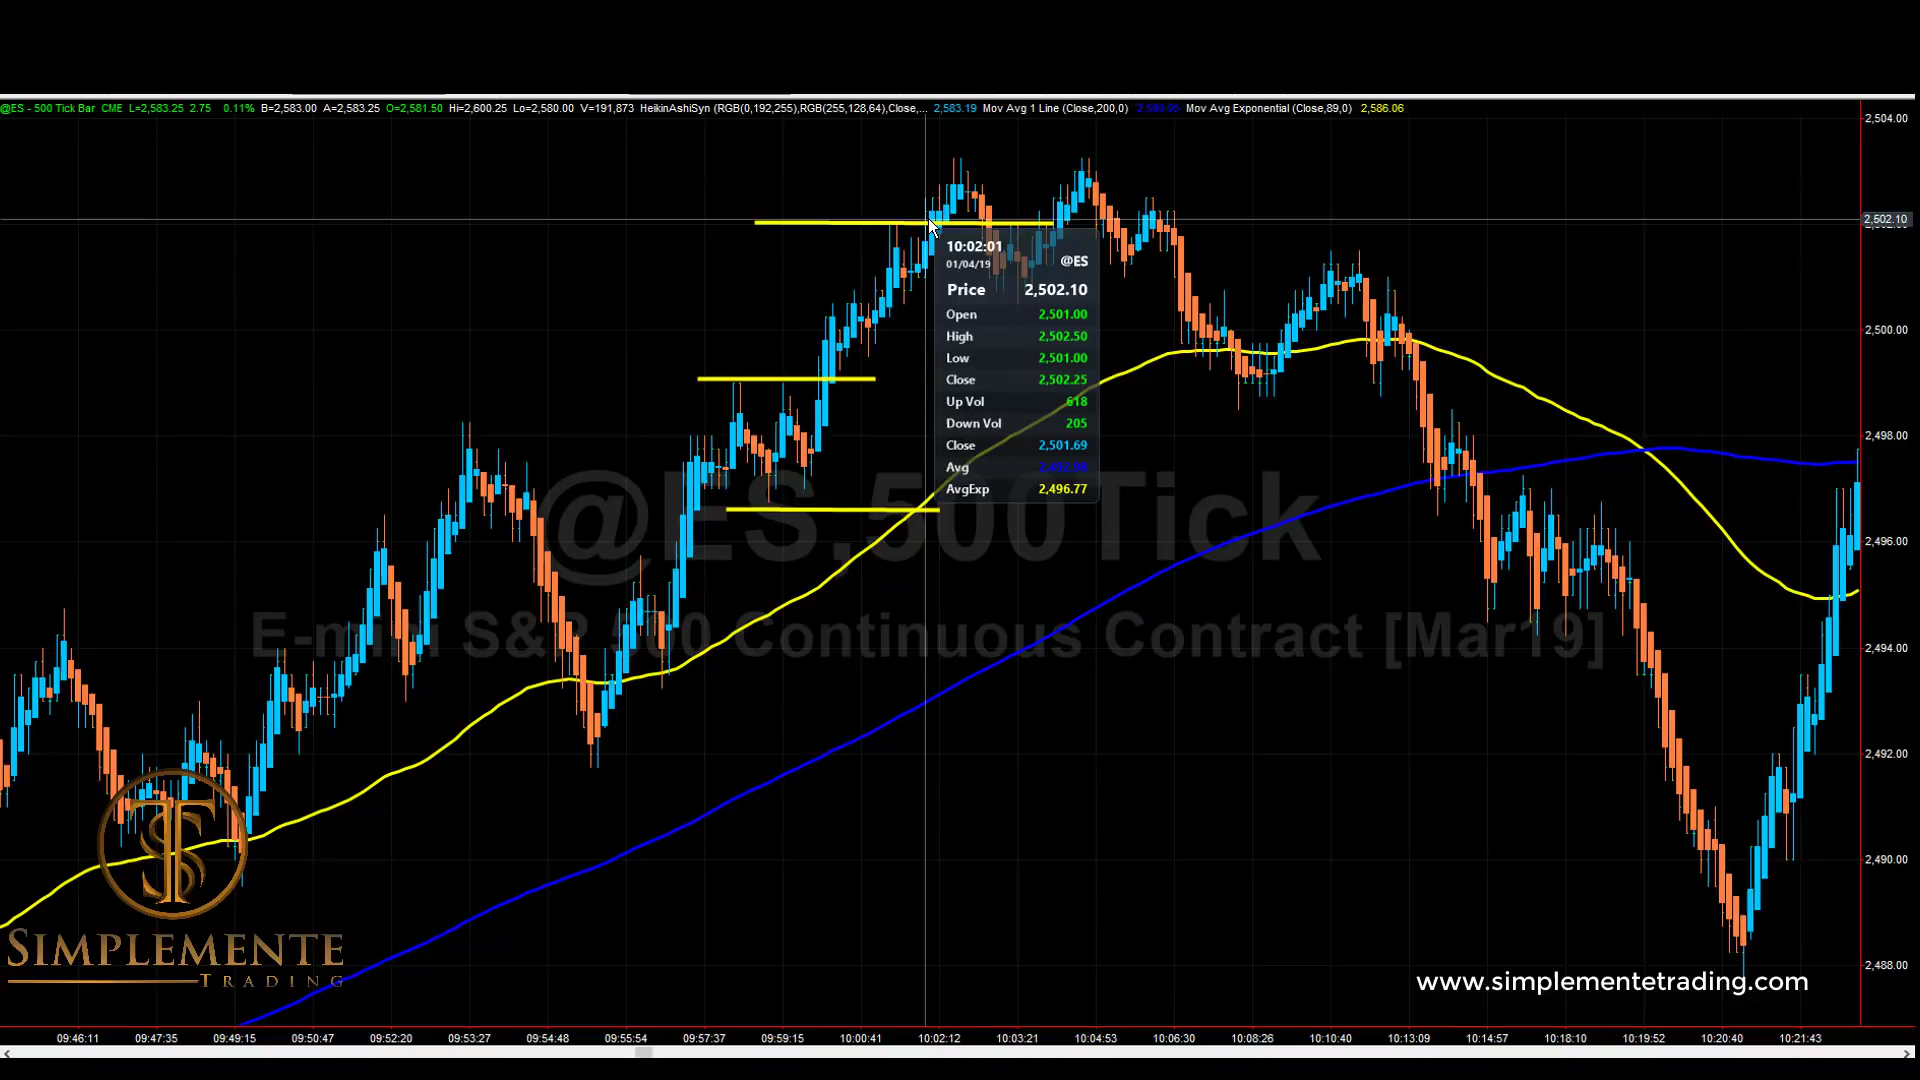 @ES - 500 Tick Bar CME L=2,583.25 2.75 0.11% B=2,583.00 A=2,583.25 O=2,581.50 Hi=2,600.25 Lo=2,580.00 V=191,873 HeikinAshiSyn (RGB(0,192,255),RGB(255,128,64),Close,... 2,583.19 Mov Avg 1 Line (Close,200,0) Mov Avg Exponential (Close,89,0) 2,586.06
2,504.00
2,502.10
10:02:01
01/04/19
@ES
Price 2,502.10
Open 2,501.00
High 2,502.50
Low 2,501.00
Close 2,502.25
Up Vol 618
Down Vol 205
Close 2,501.69
Avg
AvgExp 2,496.77
2,500.00
2,498.00
2,496.00
2,494.00
2,492.00
2,490.00
2,488.00
@ES.500Tick
E-mini S&P 500 Continuous Contract [Mar19]
SIMPLEMENTE
TRADING
www.simplementetrading.com
09:46:11 09:47:35 09:49:15 09:50:47 09:52:20 09:53:27 09:54:48 09:55:54 09:57:37 09:59:15 10:00:41 10:02:12 10:03:21 10:04:53 10:06:30 10:08:26 10:10:40 10:13:09 10:14:57 10:18:10 10:19:52 10:20:40 10:21:43